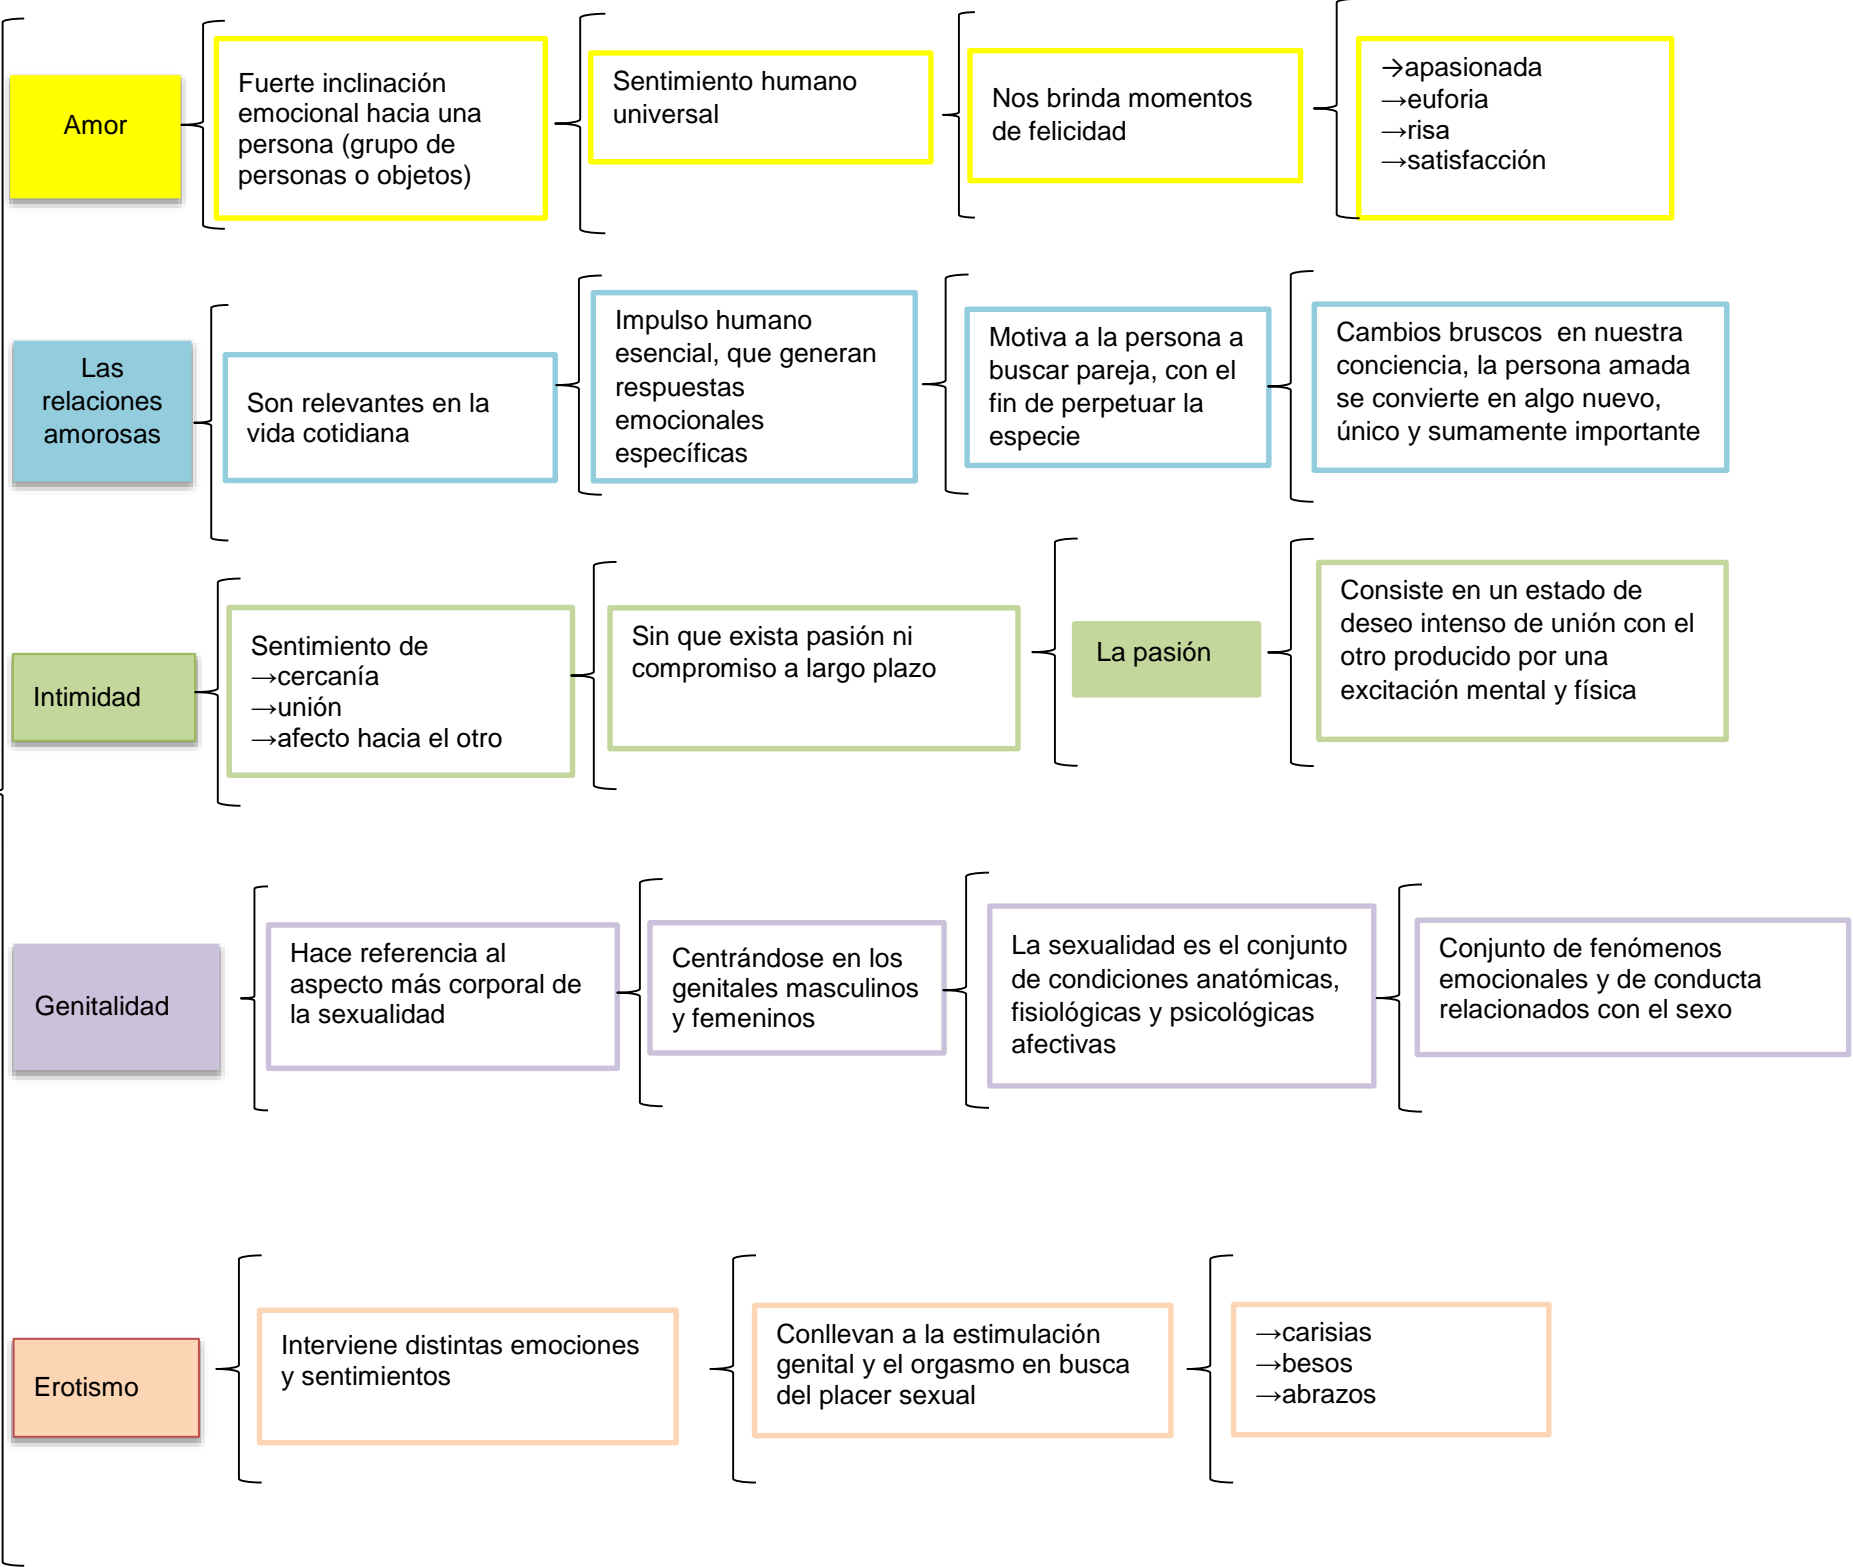 Amor
Fuerte inclinación
emocional hacia una
persona (grupo de
personas o objetos)
Sentimiento humano
universal
Nos brinda momentos
de felicidad
→apasionada
→euforia
→risa
→satisfacción
Las
relaciones
amorosas
Son relevantes en la
vida cotidiana
Impulso humano
esencial, que generan
respuestas
emocionales
específicas
Motiva a la persona a
buscar pareja, con el
fin de perpetuar la
especie
Cambios bruscos en nuestra
conciencia, la persona amada
se convierte en algo nuevo,
único y sumamente importante
Intimidad
Sentimiento de
→cercanía
→unión
→afecto hacia el otro
Sin que exista pasión ni
compromiso a largo plazo
La pasión
Consiste en un estado de
deseo intenso de unión con el
otro producido por una
excitación mental y física
Genitalidad
Hace referencia al
aspecto más corporal de
la sexualidad
Centrándose en los
genitales masculinos
y femeninos
La sexualidad es el conjunto
de condiciones anatómicas,
fisiológicas y psicológicas
afectivas
Conjunto de fenómenos
emocionales y de conducta
relacionados con el sexo
Erotismo
Interviene distintas emociones
y sentimientos
Conllevan a la estimulación
genital y el orgasmo en busca
del placer sexual
→carisias
→besos
→abrazos